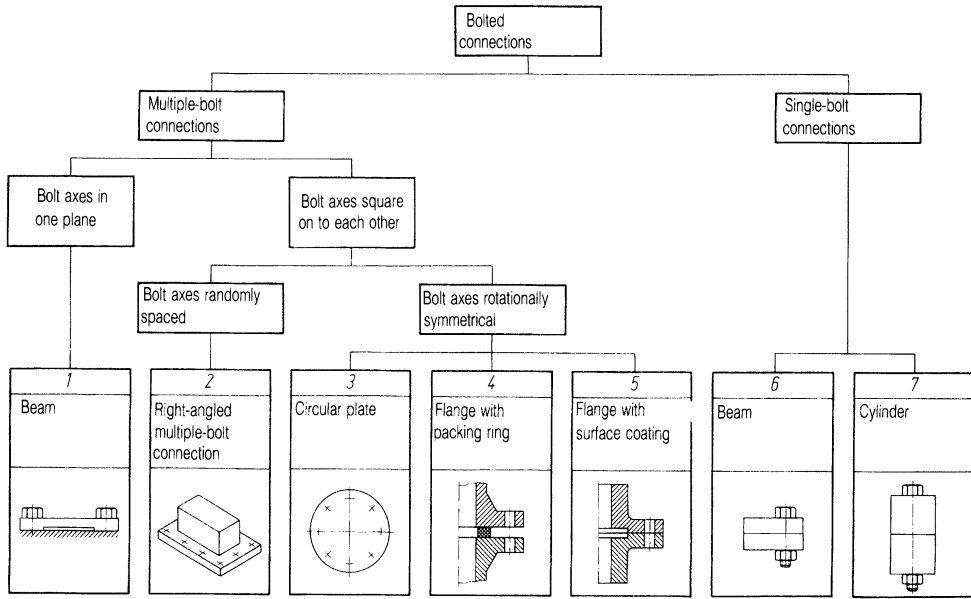 Bolted
connections
Multiple-bolt
connections
Single-bolt
connections
Bolt axes in
one plane
Bolt axes square
on to each other
Bolt axes randomly
spaced
Bolt axes rotationally
symmetrical
1
Beam
2
Right-angled
multiple-bolt
connection
3
Circular plate
4
Flange with
packing ring
5
Flange with
surface coating
6
Beam
7
Cylinder